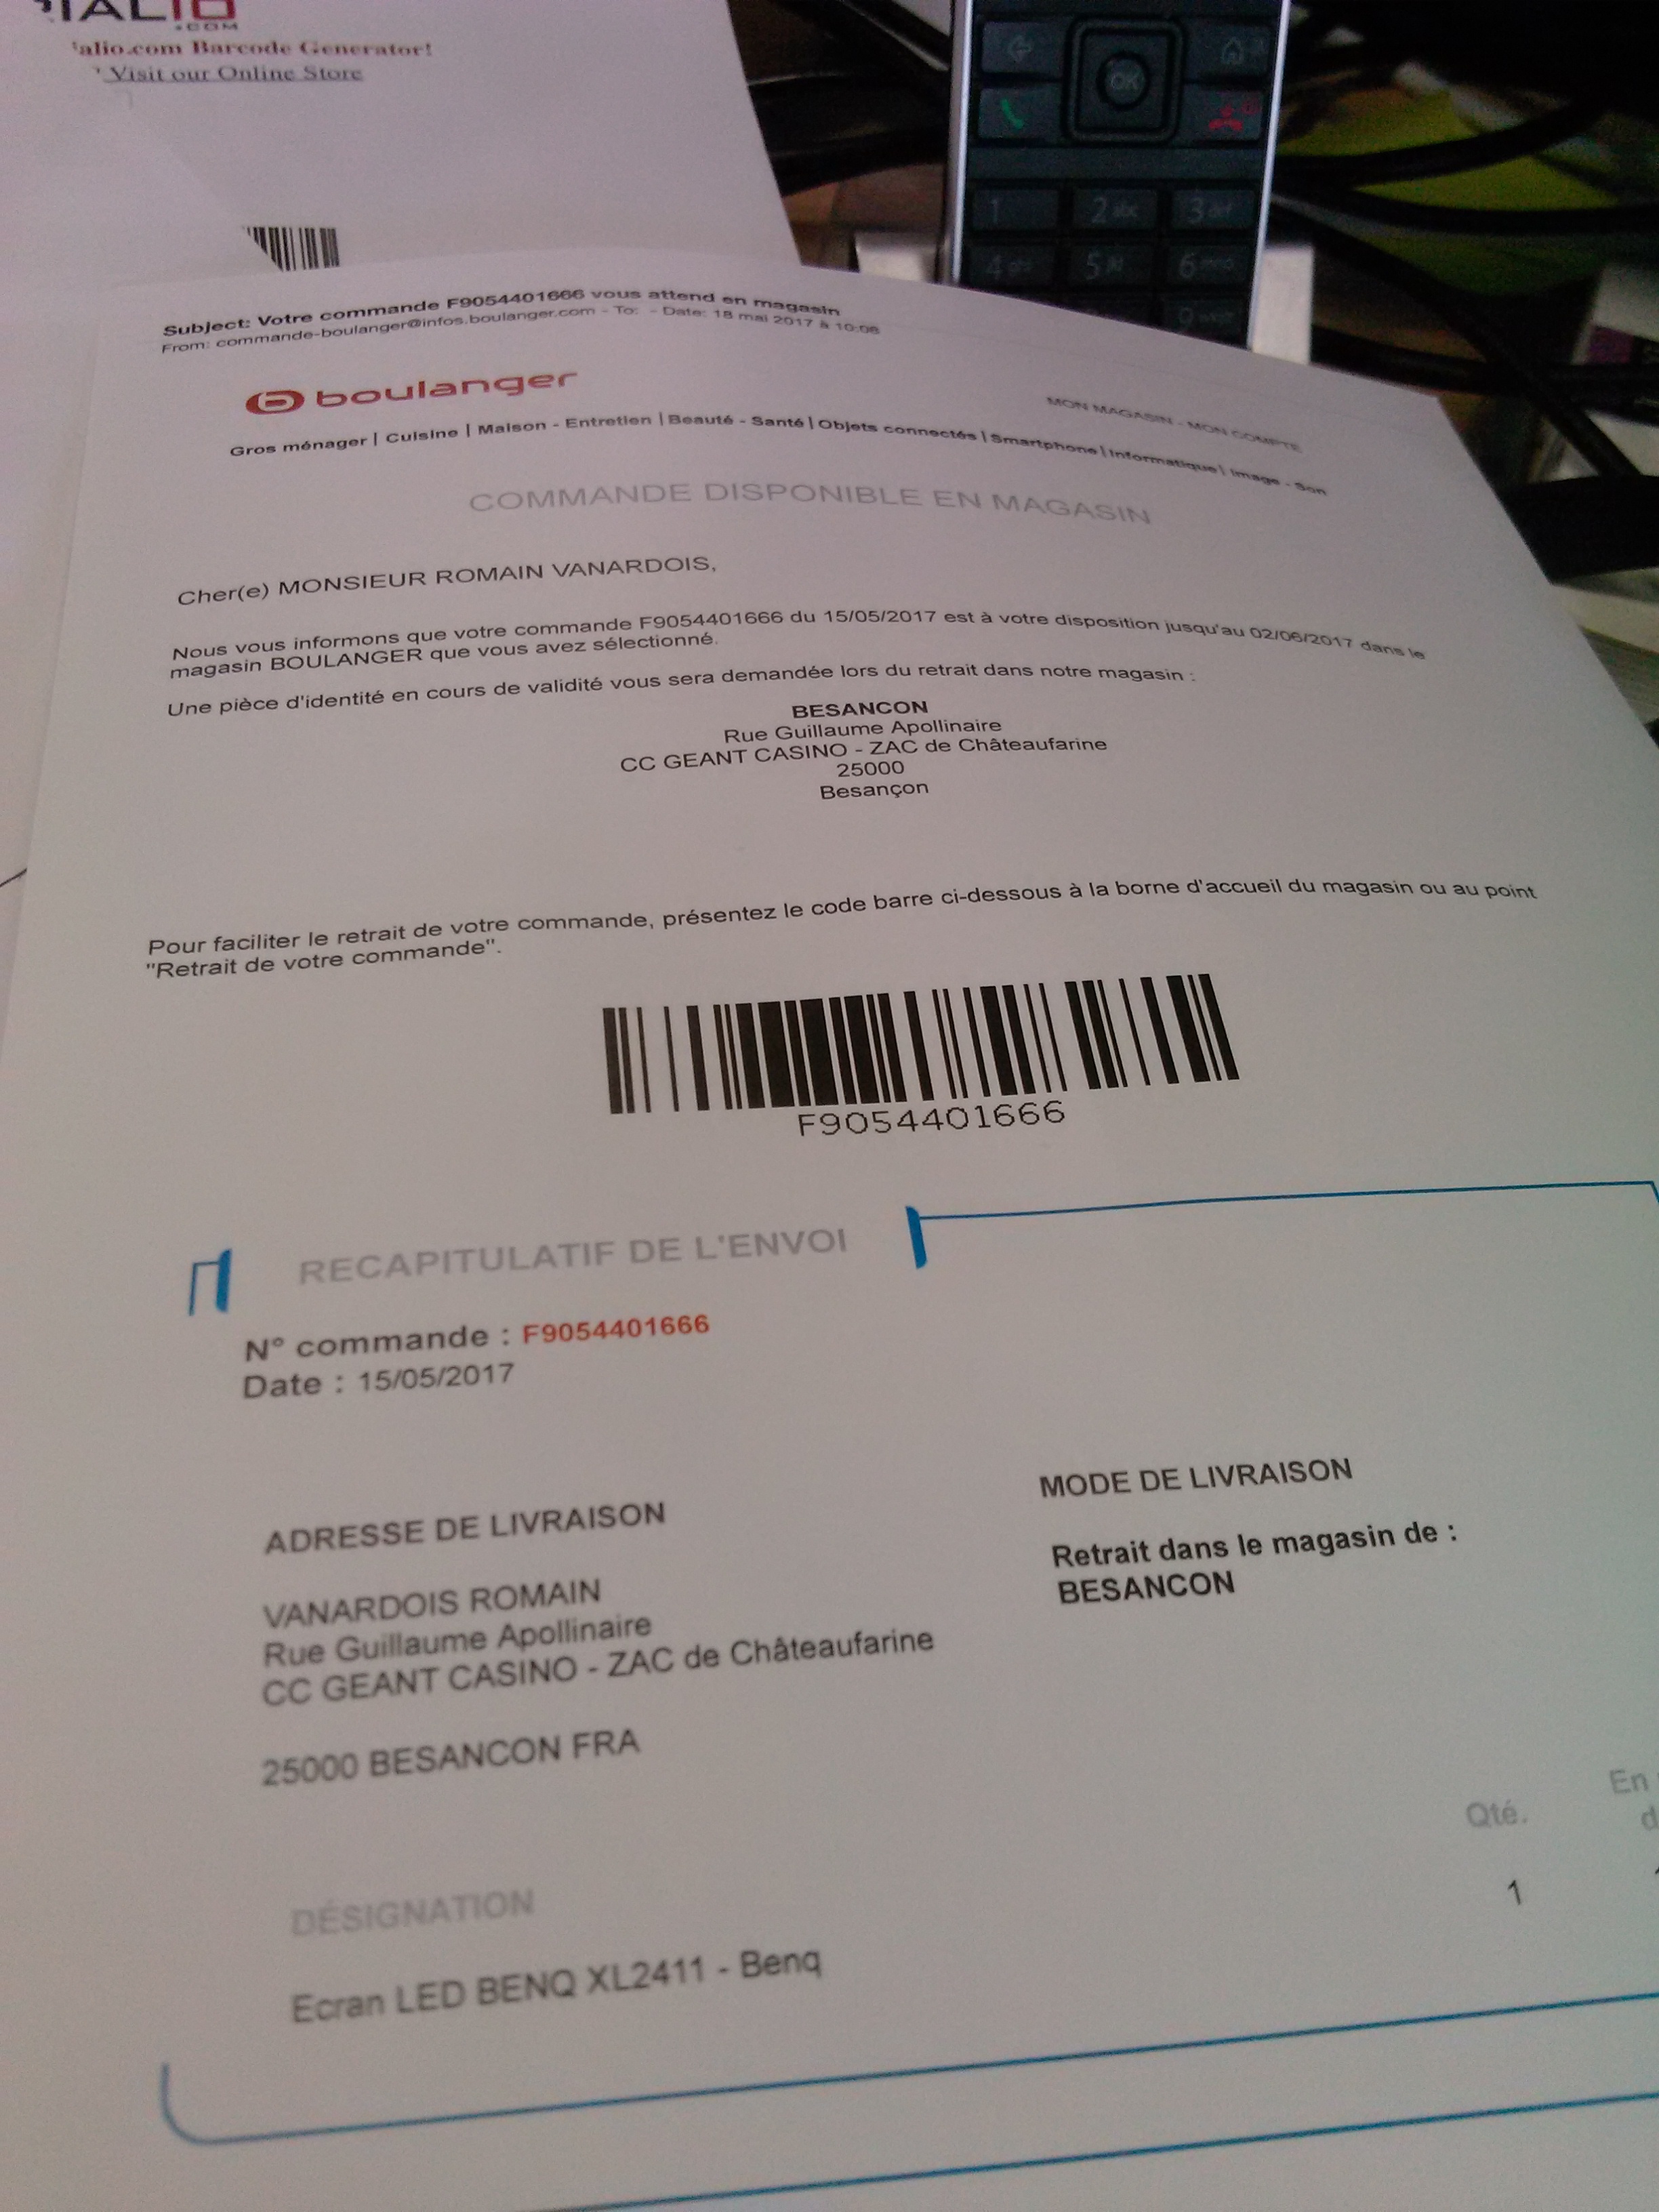 .COM
alio.com Barcode Generator!
Visit our Online Store
OK
1
2 abc
3 def
4 ghi
5 jkl
6 mno
9 wxyz
Subject: Votre commande F9054401666 vous attend en magasin
From: commande-boulanger@infos.boulanger.com - To: - Date: 18 mai 2017 à 10:06
boulanger
MON MAGASIN - MON COMPTE
Gros ménager | Cuisine | Maison - Entretien | Beauté - Santé | Objets connectés | Smartphone | Informatique | Image - Son
COMMANDE DISPONIBLE EN MAGASIN
Cher(e) MONSIEUR ROMAIN VANARDOIS,
Nous vous informons que votre commande F9054401666 du 15/05/2017 est à votre disposition jusqu'au 02/06/2017 dans le
magasin BOULANGER que vous avez sélectionné.
Une pièce d'identité en cours de validité vous sera demandée lors du retrait dans notre magasin :
BESANCON
Rue Guillaume Apollinaire
CC GEANT CASINO - ZAC de Châteaufarine
25000
Besançon
Pour faciliter le retrait de votre commande, présentez le code barre ci-dessous à la borne d'accueil du magasin ou au point
"Retrait de votre commande".
F9054401666
RECAPITULATIF DE L'ENVOI
N° commande : F9054401666
Date : 15/05/2017
ADRESSE DE LIVRAISON
VANARDOIS ROMAIN
Rue Guillaume Apollinaire
CC GEANT CASINO - ZAC de Châteaufarine
25000 BESANCON FRA
MODE DE LIVRAISON
Retrait dans le magasin de :
BESANCON
DÉSIGNATION
Qté.
En
d
Ecran LED BENQ XL2411 - Benq
1